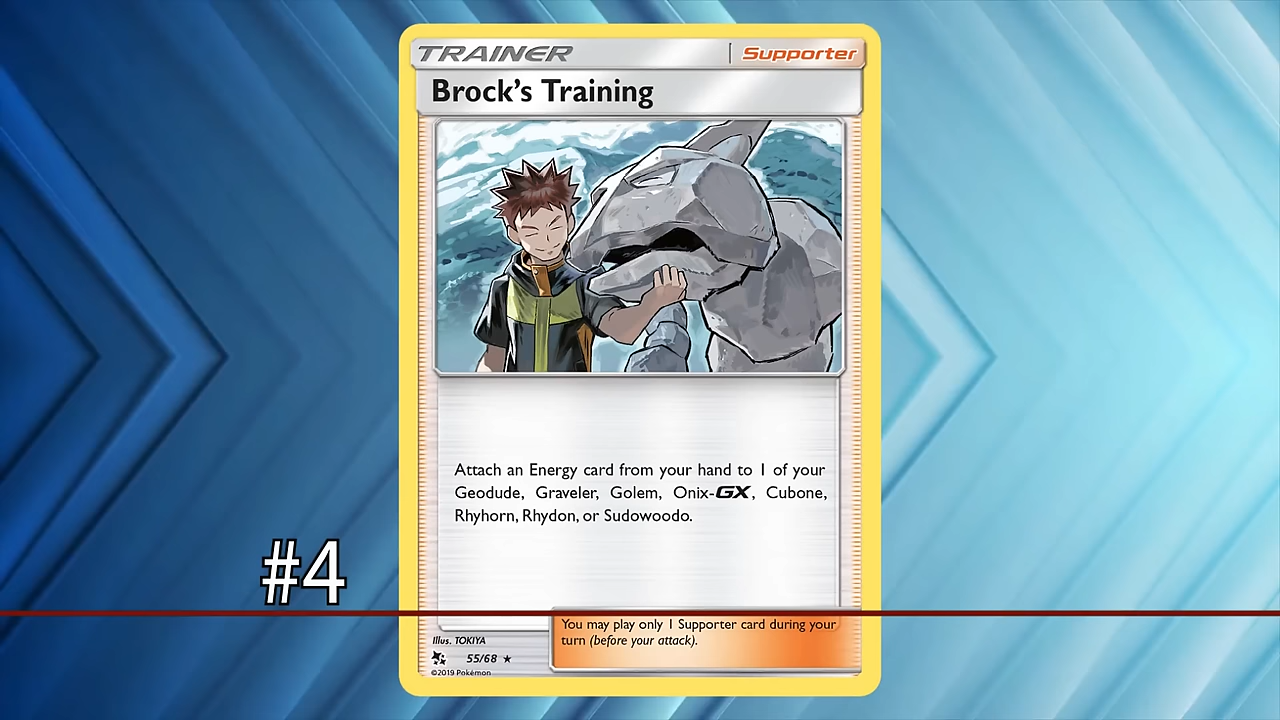 TRAINER
Supporter
Brock's Training
Attach an Energy card from your hand to 1 of your
Geodude, Graveler, Golem, Onix-GX, Cubone,
Rhyhorn, Rhydon, or Sudowoodo.
#4
You may play only 1 Supporter card during your
turn (before your attack).
Illus. TOKIYA
55/68 ★
©2019 Pokémon